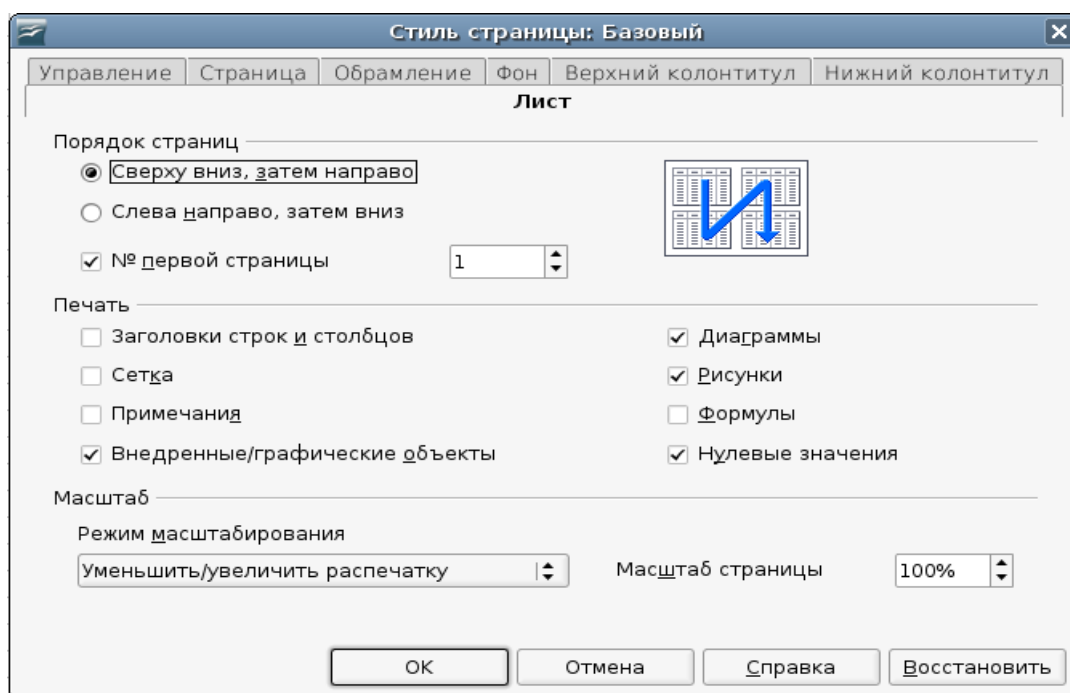 Стиль страницы: Базовый
Управление Страница Обрамление Фон Верхний колонтитул Нижний колонтитул
Лист
Порядок страниц
Сверху вниз, затем направо
Слева направо, затем вниз
№ первой страницы 1
Печать
Заголовки строк и столбцов Диаграммы
Сетка Рисунки
Примечания Формулы
Внедренные/графические объекты Нулевые значения
Масштаб
Режим масштабирования
Уменьшить/увеличить распечатку Масштаб страницы 100%
OK Отмена Справка Восстановить